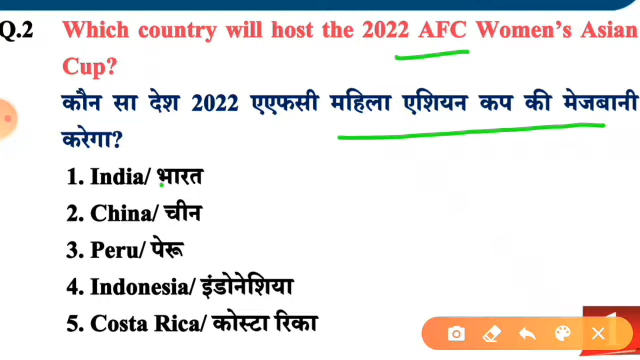 Q.2 Which country will host the 2022 AFC Women's Asian
Cup?
कौन सा देश 2022 एएफसी महिला एशियन कप की मेजबानी
करेगा?
1. India/ भारत
2. China/ चीन
3. Peru/ पेरू
4. Indonesia/ इंडोनेशिया
5. Costa Rica/ कोस्टा रिका